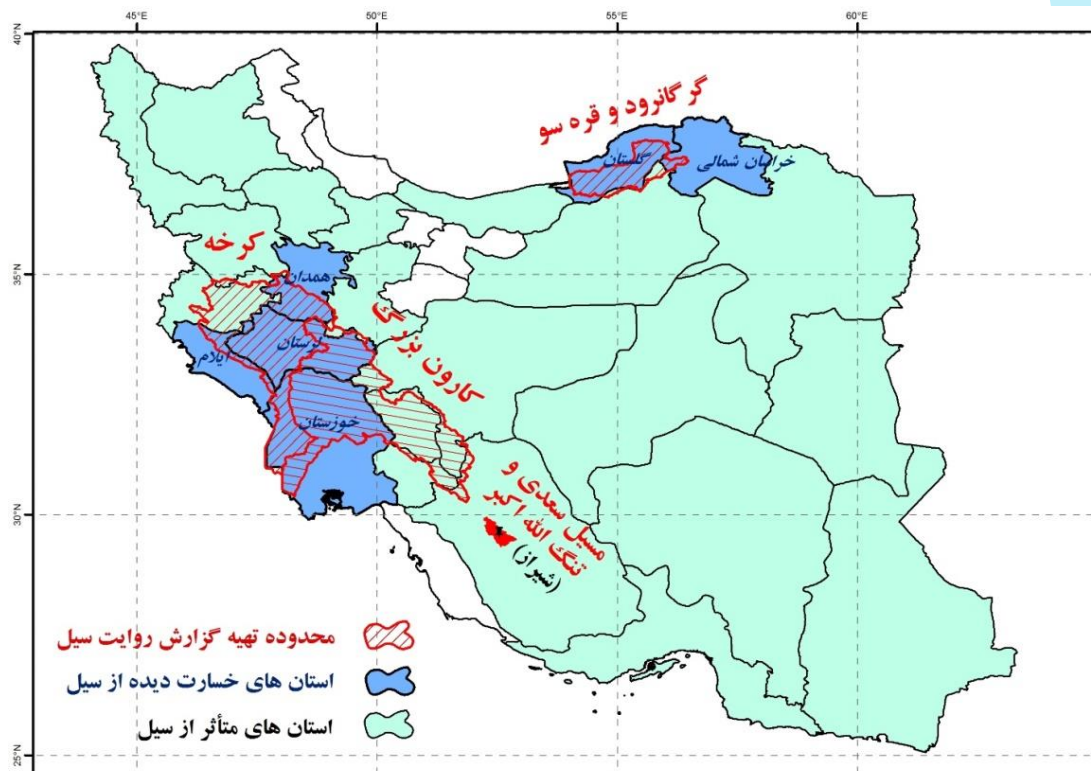 45°E 50°E 55°E 60°E
40°N
35°N
30°N
25°N
گرگانرود و قره سو
گلستان
خراسان شمالی
کرخه
همدان
کارون بزرگ
لرستان
ایلام
خوزستان
مسیل سعدی و
تنگ الله اکبر
(شیراز)
محدوده تهیه گزارش روایت سیل
استان های خسارت دیده از سیل
استان های متأثر از سیل